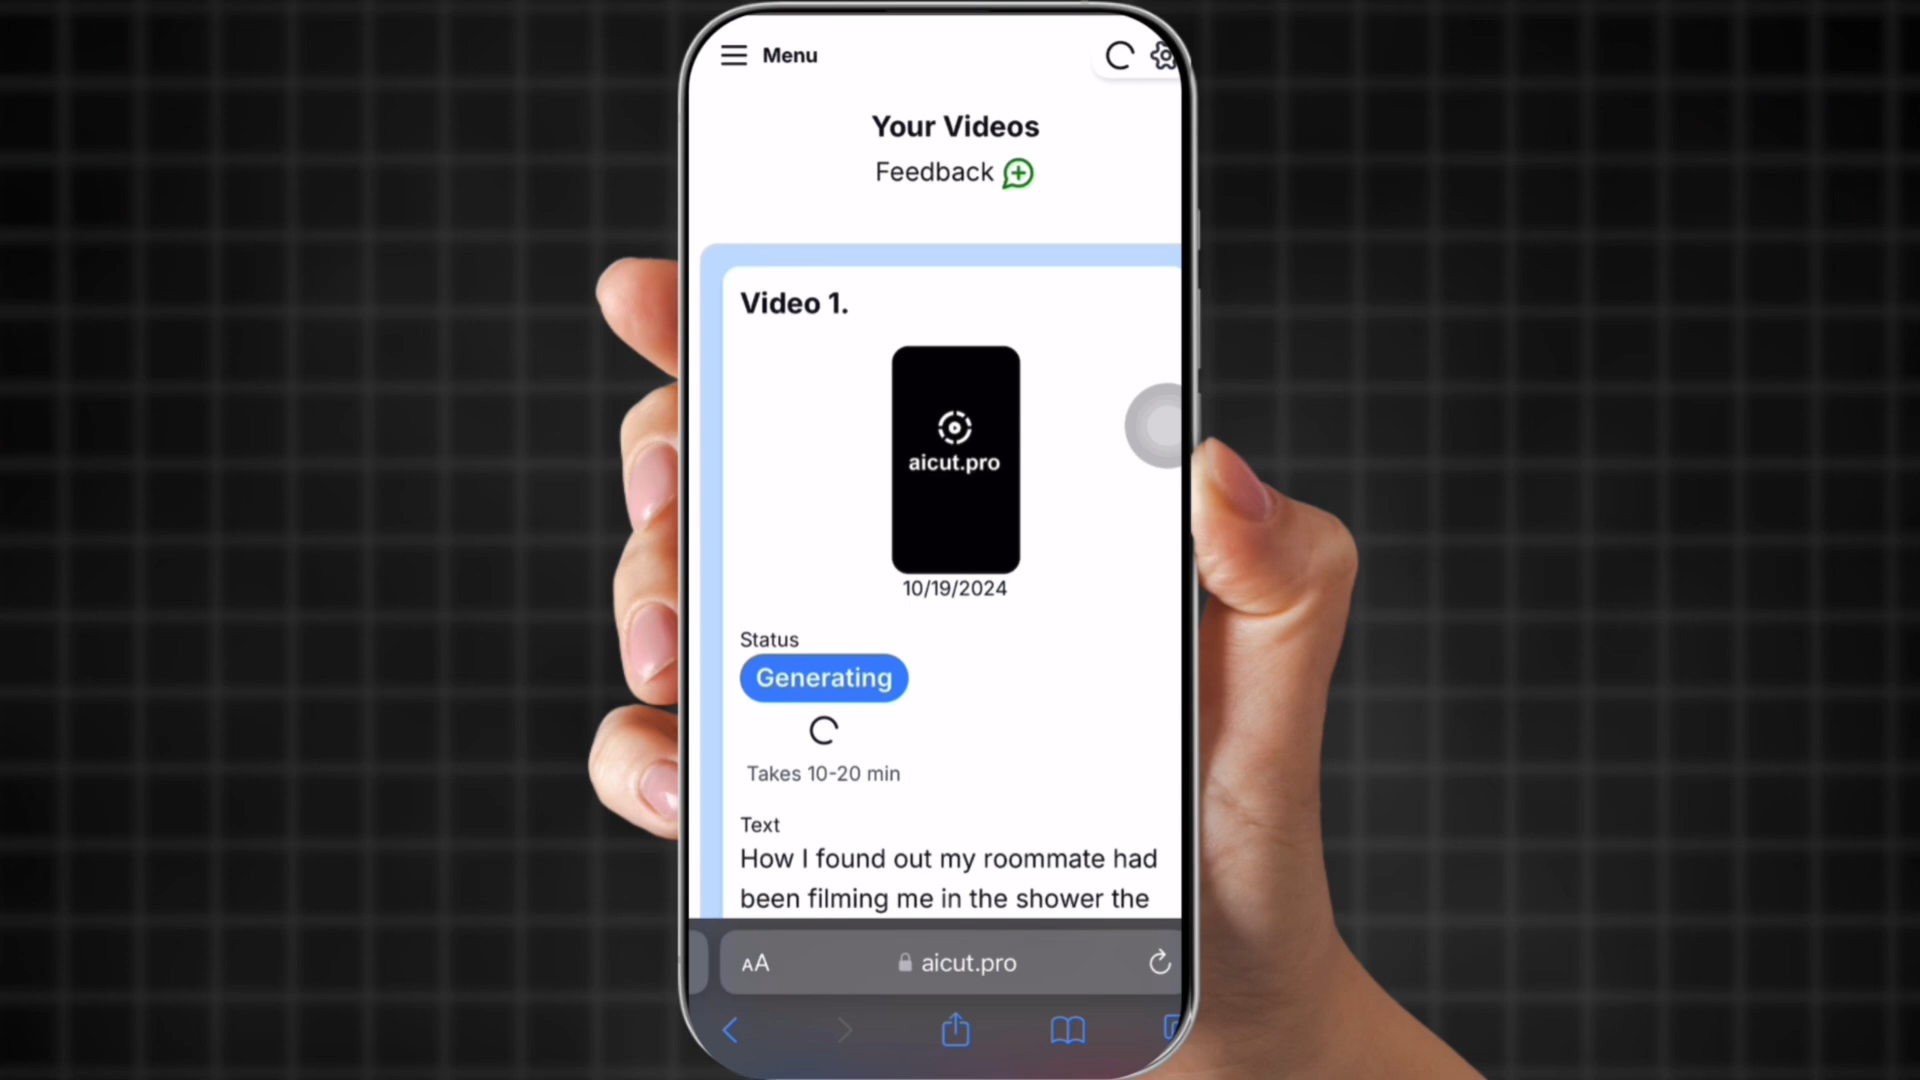 Menu
Your Videos
Feedback
Video 1.
aicut.pro
10/19/2024
Status
Generating
Takes 10-20 min
Text
How I found out my roommate had
been filming me in the shower the
AA
aicut.pro